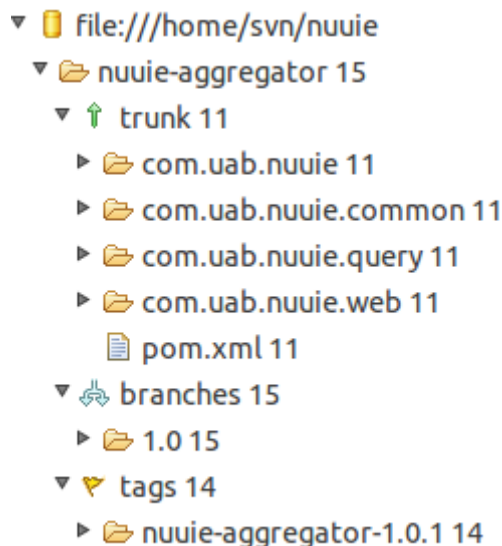 file:///home/svn/nuuie
nuuie-aggregator 15
trunk 11
com.uab.nuuie 11
com.uab.nuuie.common 11
com.uab.nuuie.query 11
com.uab.nuuie.web 11
pom.xml 11
branches 15
1.0 15
tags 14
nuuie-aggregator-1.0.1 14